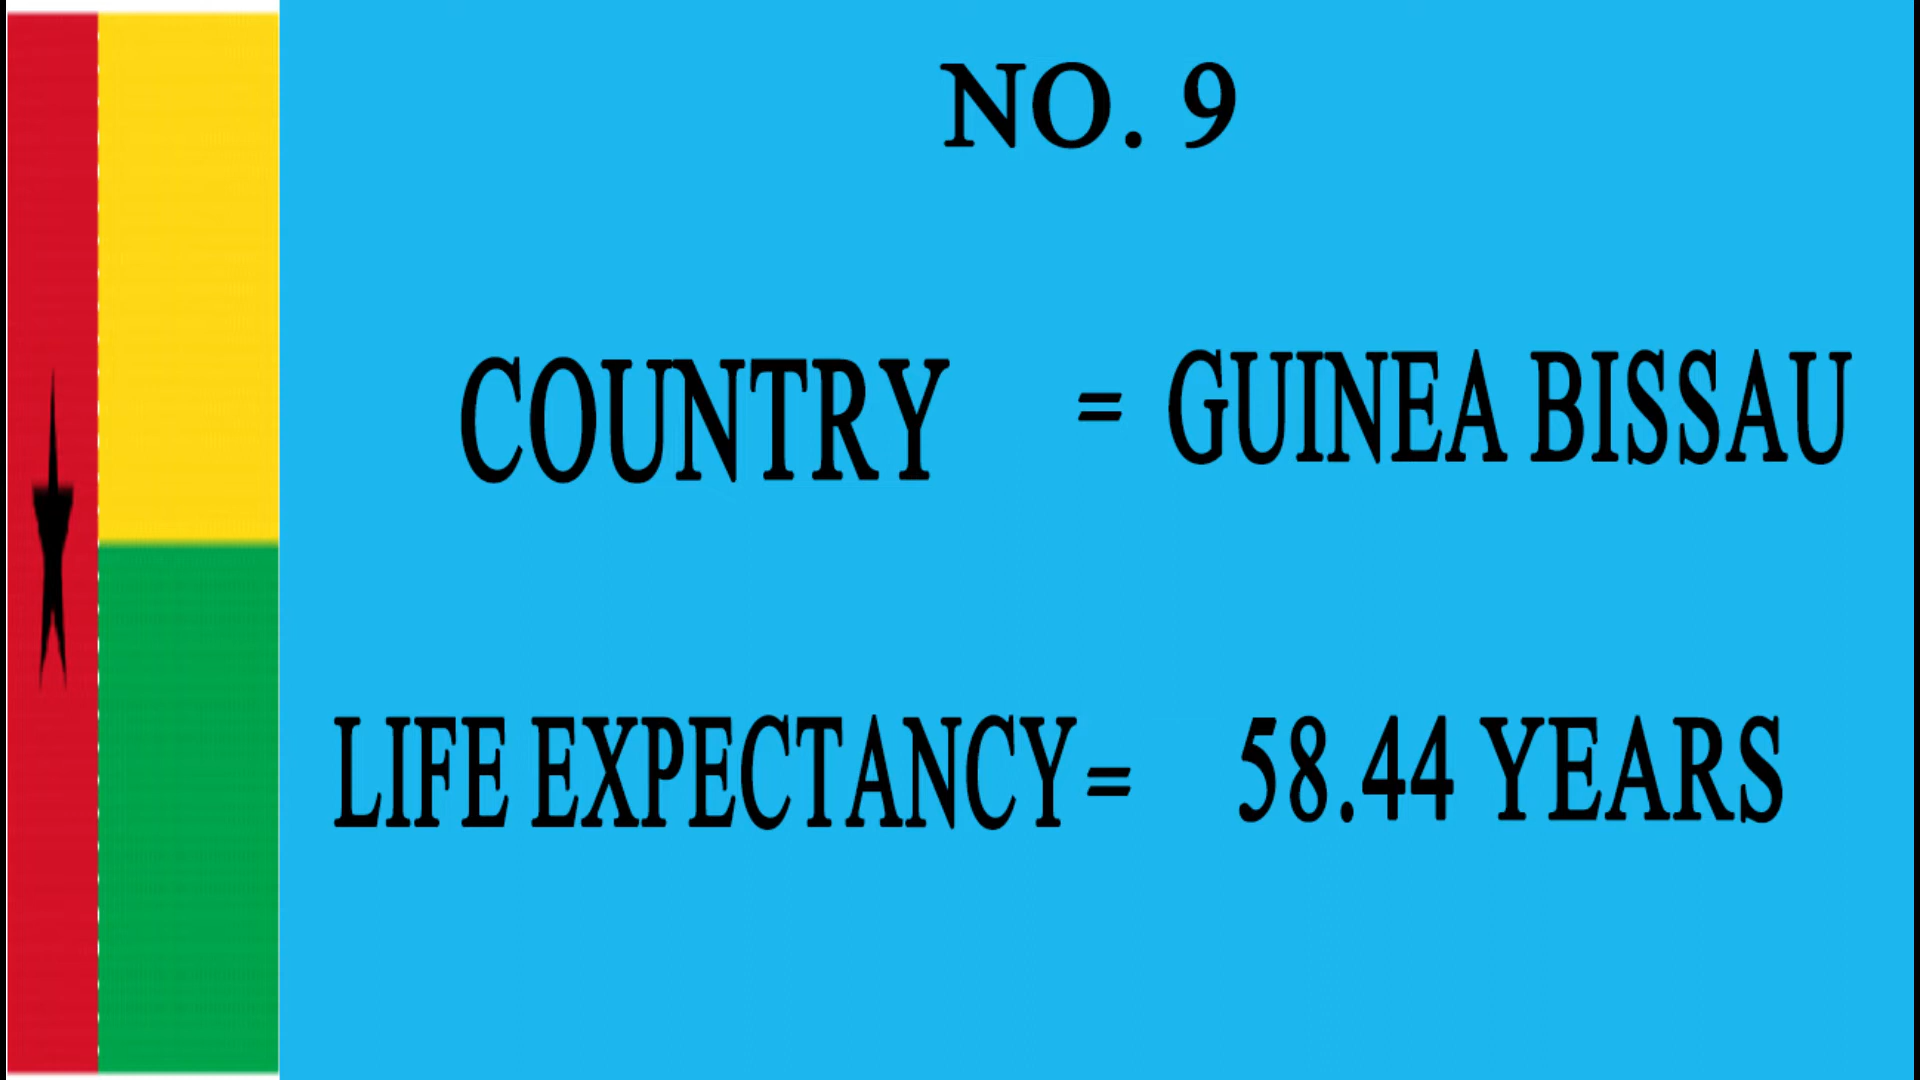 NO. 9
COUNTRY = GUINEA BISSAU
LIFE EXPECTANCY = 58.44 YEARS